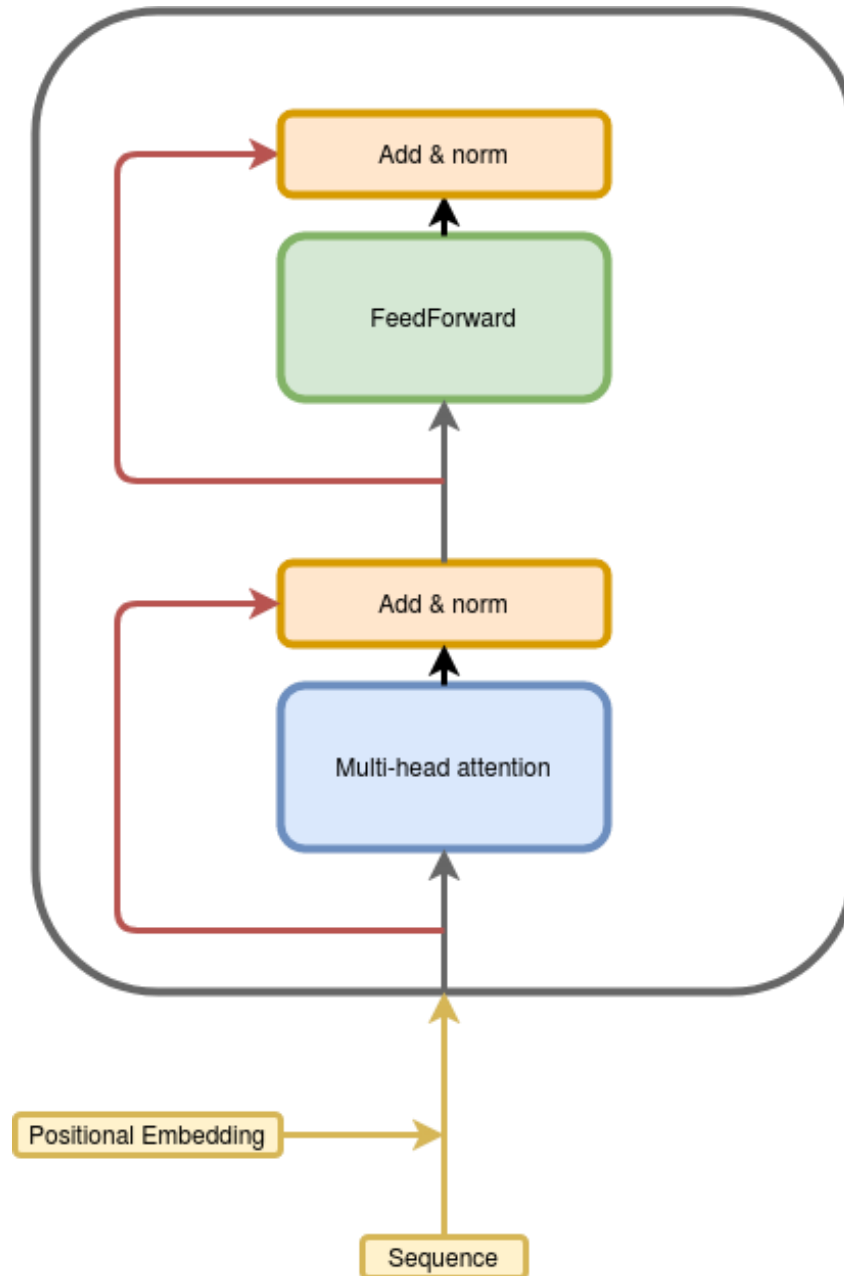 Add & norm
FeedForward
Add & norm
Multi-head attention
Positional Embedding
Sequence